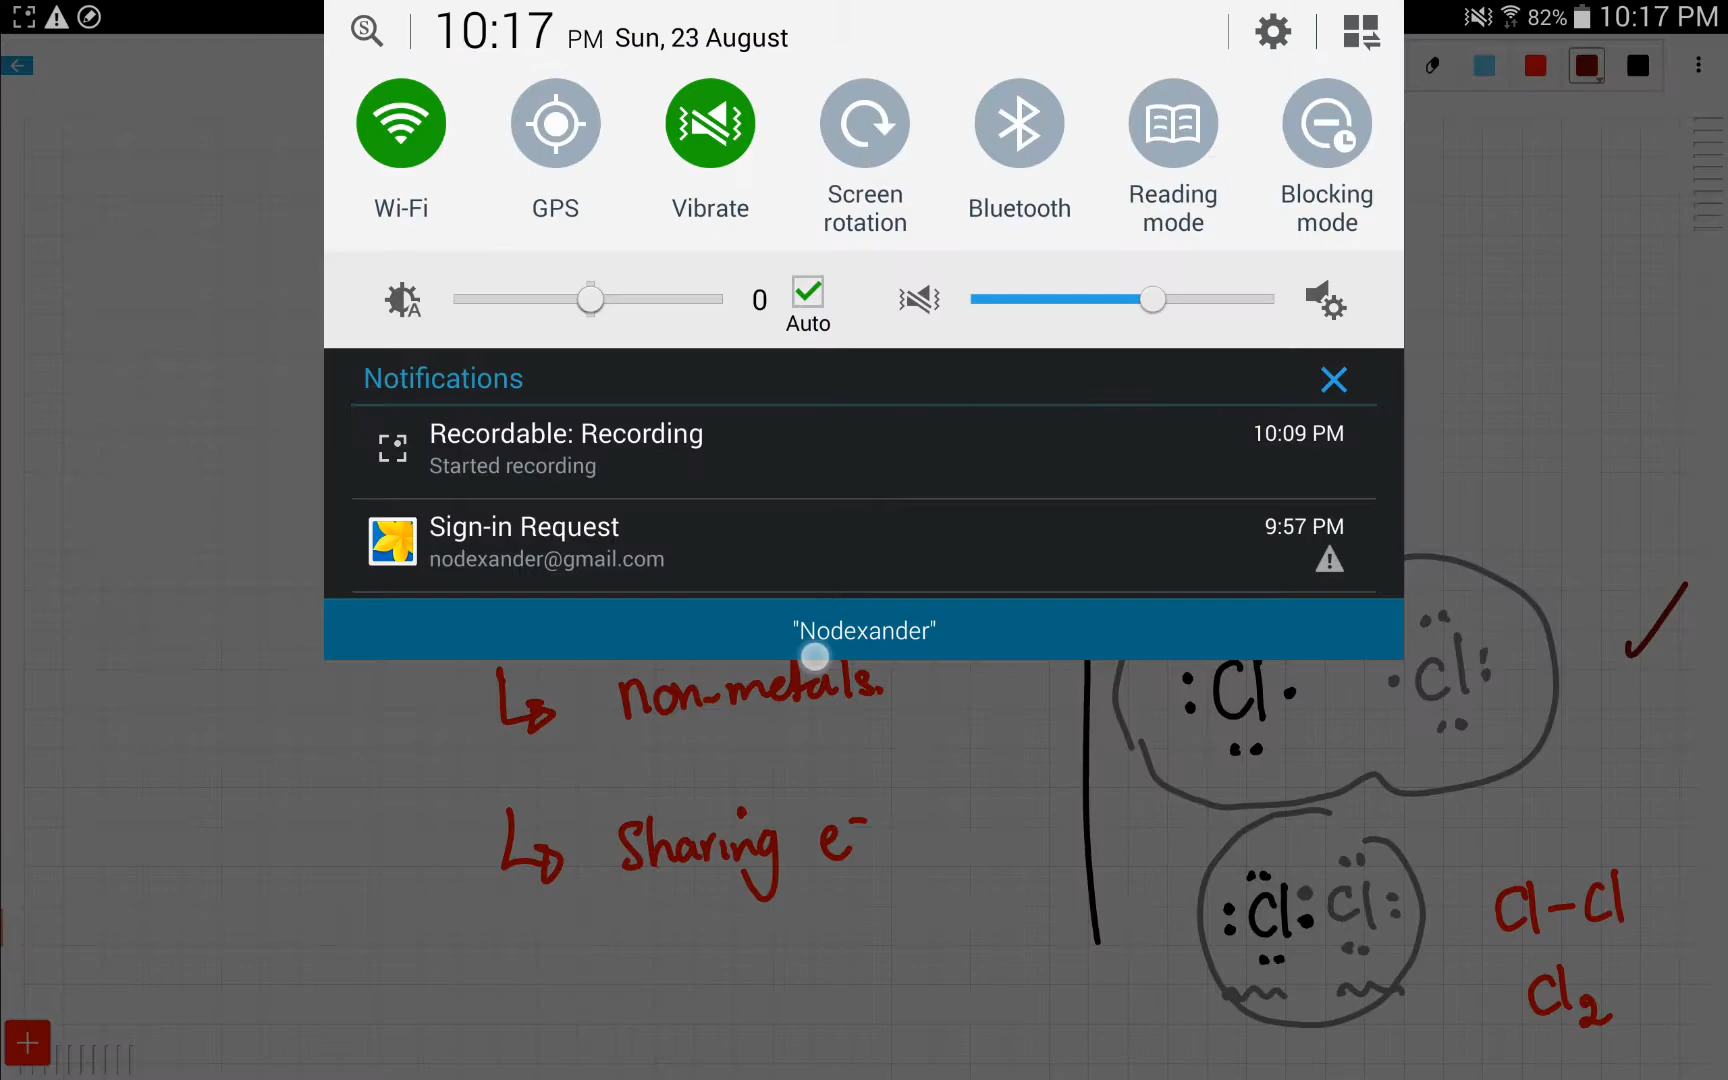 82% 10:17 PM
10:17 PM Sun, 23 August
Wi-Fi GPS Vibrate Screen rotation Bluetooth Reading mode Blocking mode
0 Auto
Notifications
Recordable: Recording 10:09 PM
Started recording
Sign-in Request 9:57 PM
nodexander@gmail.com
"Nodexander"
non-metals.
Cl Cl
sharing e⁻
Cl Cl Cl-Cl
Cl₂